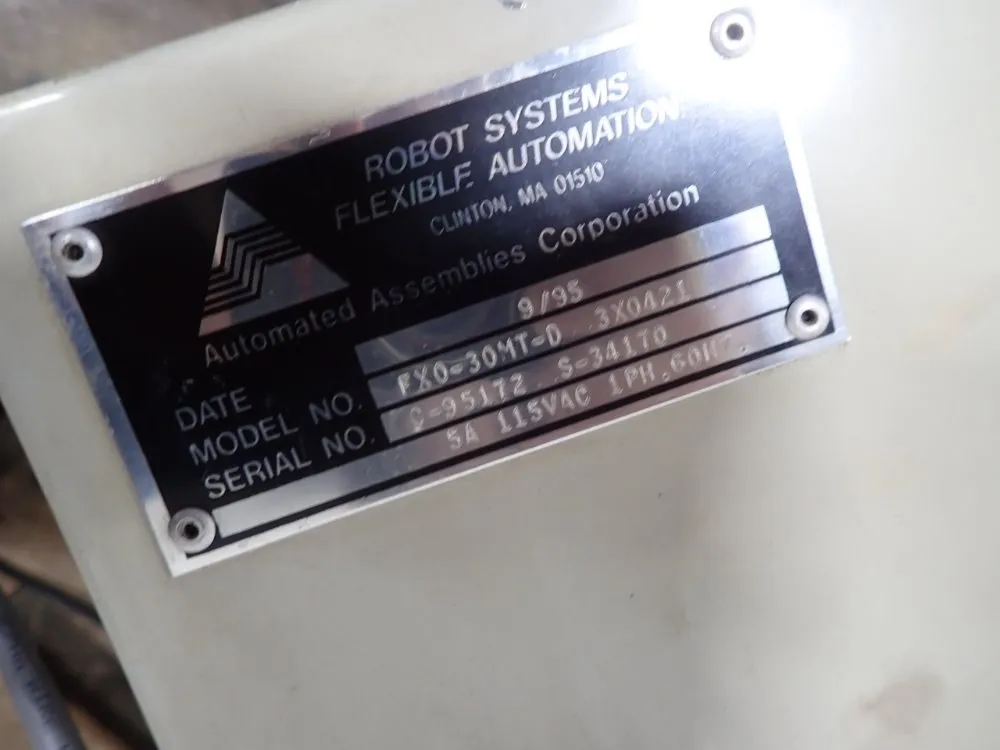 ROBOT SYSTEMS
FLEXIBLE AUTOMATION
CLINTON, MA 01510
Automated Assemblies Corporation
DATE 9/95
MODEL NO. FXO-30MT-D 3X0421
SERIAL NO. C-95172 S-34170
5A 115VAC 1PH.60HZ